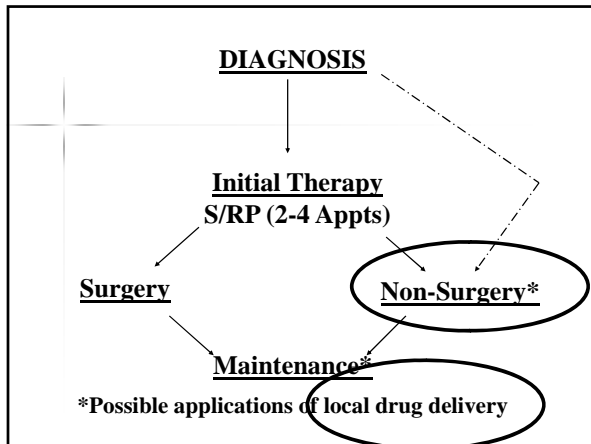 DIAGNOSIS
Initial Therapy
S/RP (2-4 Appts)
Surgery
Non-Surgery*
Maintenance*
*Possible applications of local drug delivery